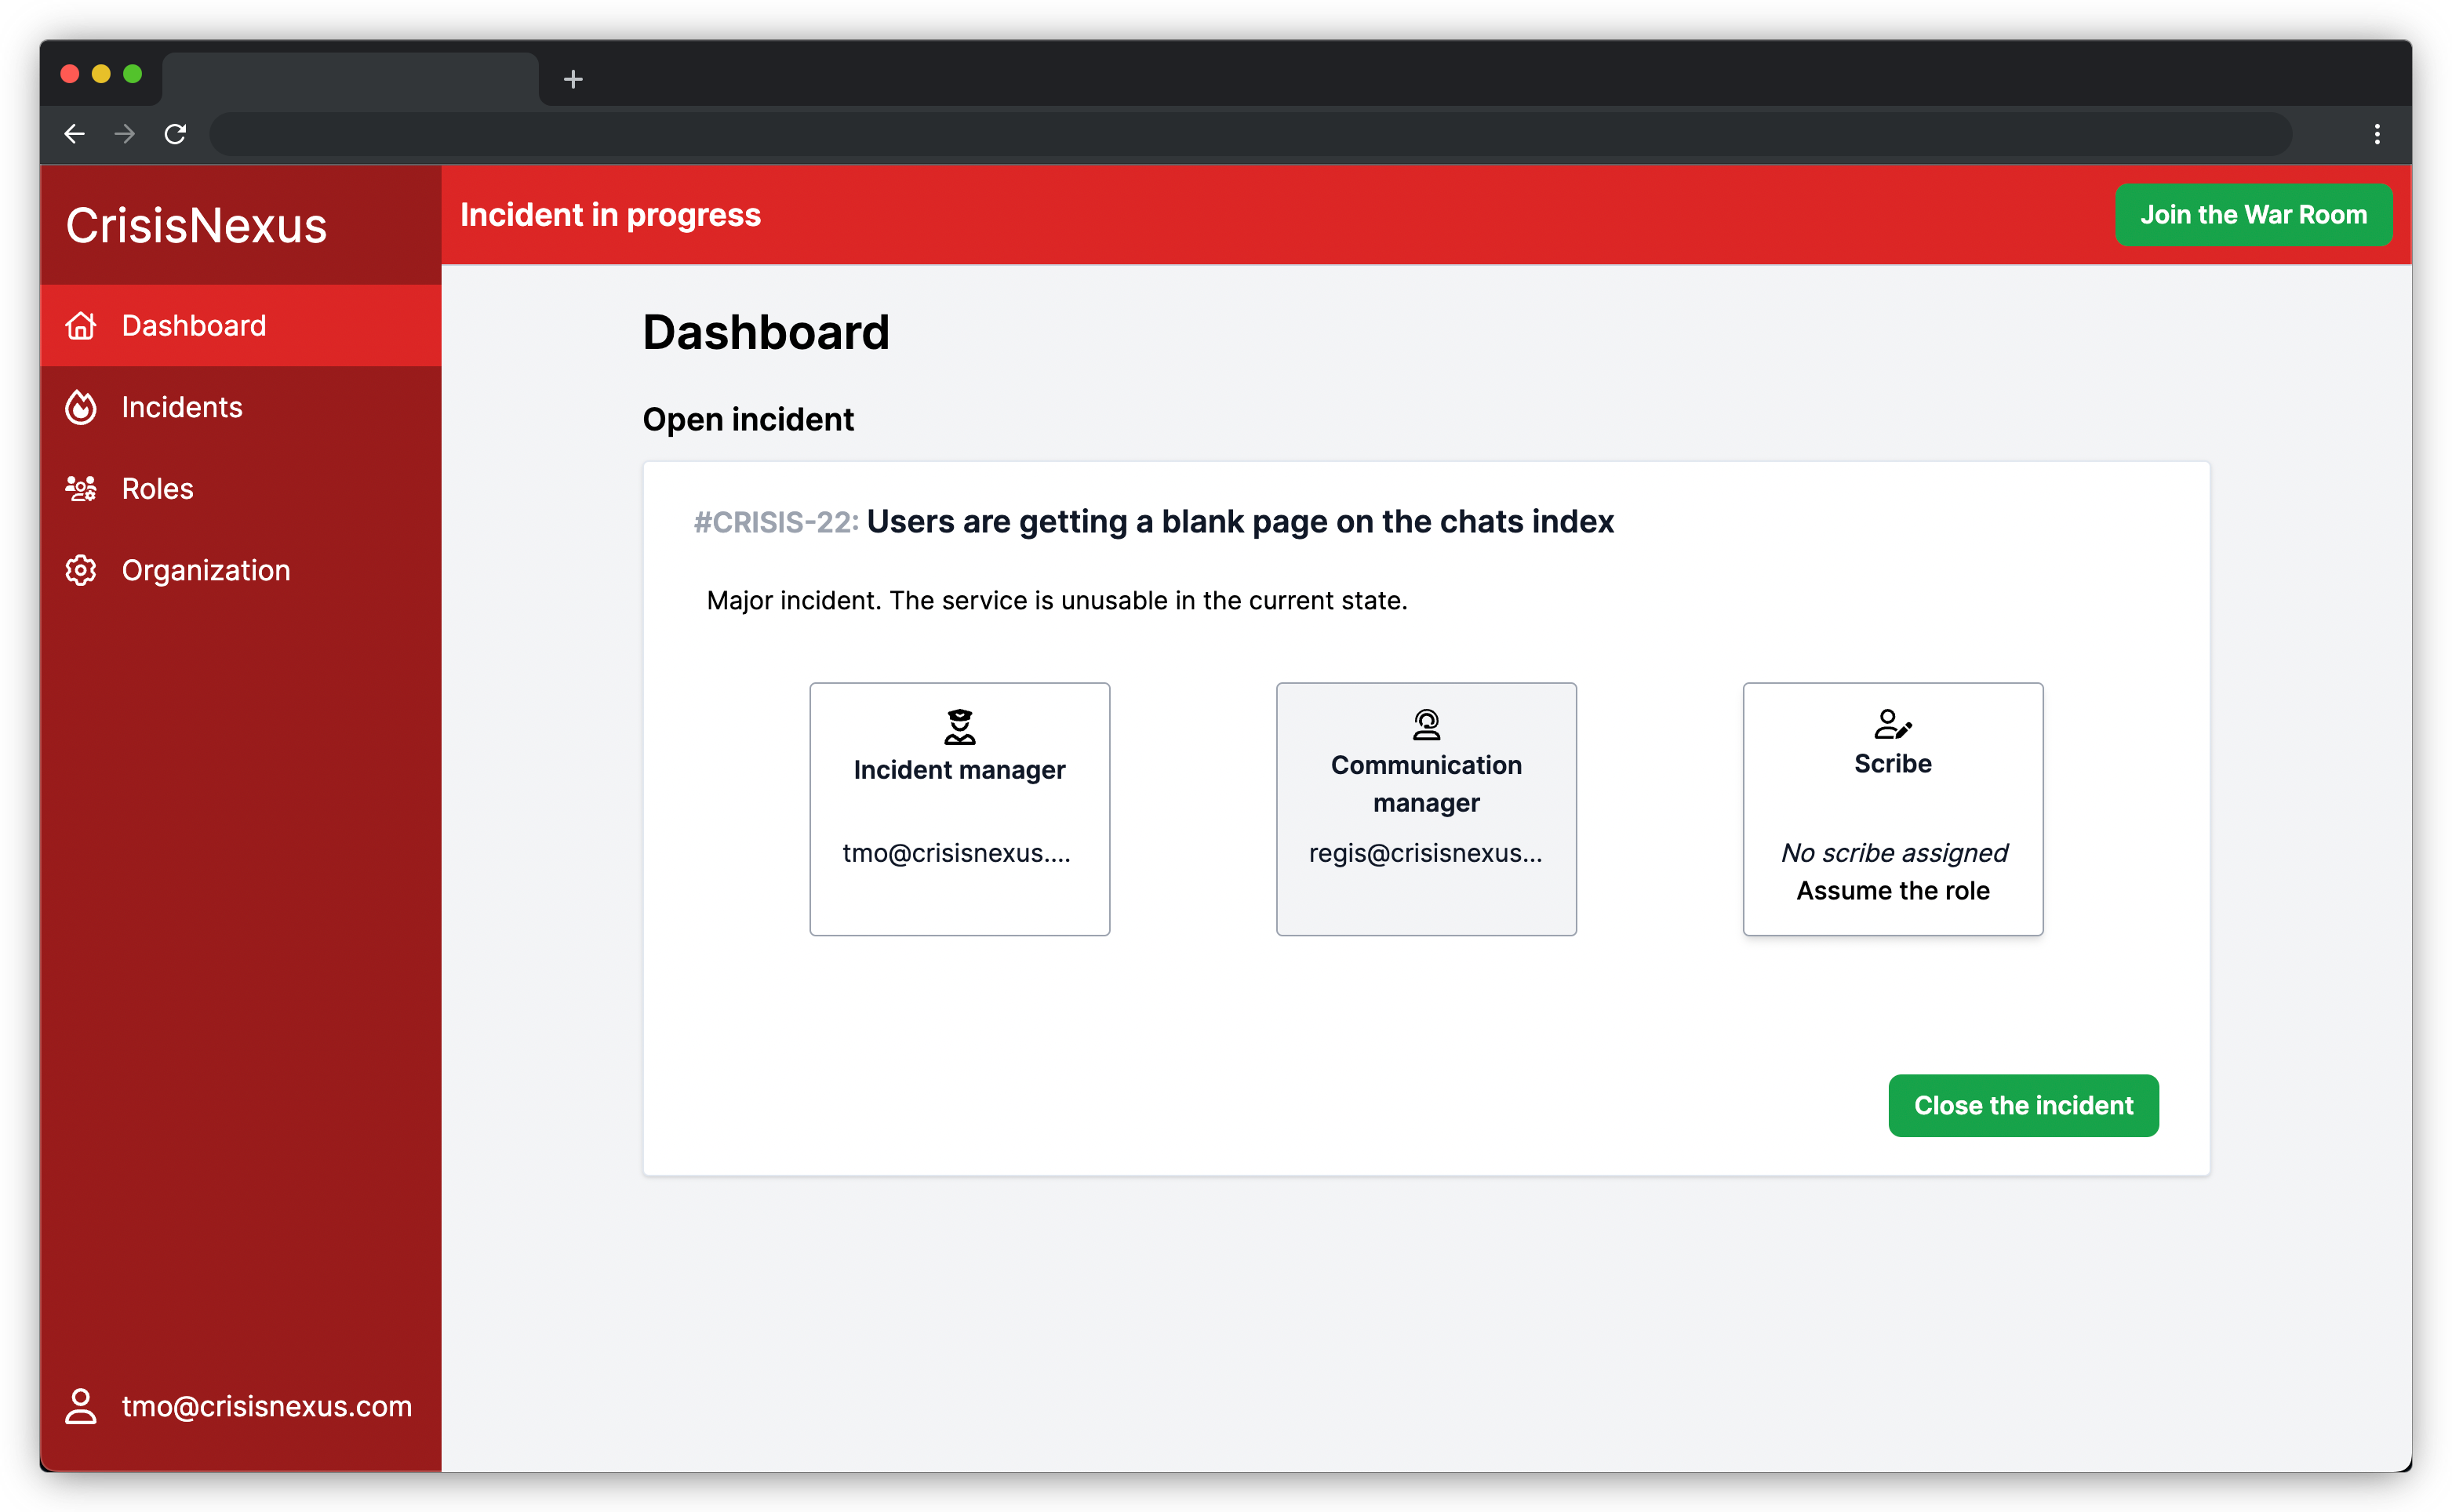 CrisisNexus
Dashboard
Incidents
Roles
Organization
tmo@crisisnexus.com
Incident in progress
Join the War Room
Dashboard
Open incident
#CRISIS-22: Users are getting a blank page on the chats index
Major incident. The service is unusable in the current state.
Incident manager
tmo@crisisnexus....
Communication
manager
regis@crisisnexus...
Scribe
No scribe assigned
Assume the role
Close the incident